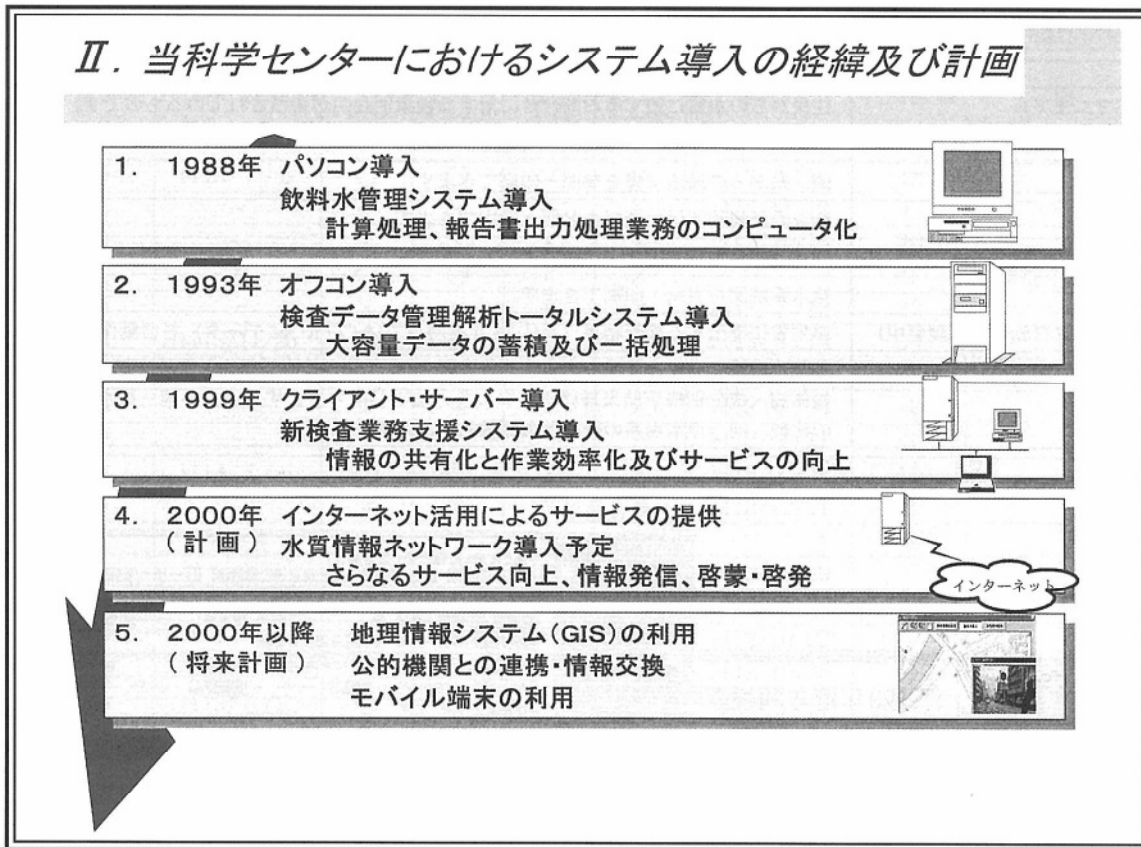 Ⅱ. 当科学センターにおけるシステム導入の経緯及び計画
1. 1988年 パソコン導入
飲料水管理システム導入
計算処理、報告書出力処理業務のコンピュータ化
2. 1993年 オフコン導入
検査データ管理解析トータルシステム導入
大容量データの蓄積及び一括処理
3. 1999年 クライアント・サーバー導入
新検査業務支援システム導入
情報の共有化と作業効率化及びサービスの向上
4. 2000年 インターネット活用によるサービスの提供
(計画) 水質情報ネットワーク導入予定
さらなるサービス向上、情報発信、啓蒙・啓発
インターネット
5. 2000年以降 地理情報システム(GIS)の利用
(将来計画) 公的機関との連携・情報交換
モバイル端末の利用